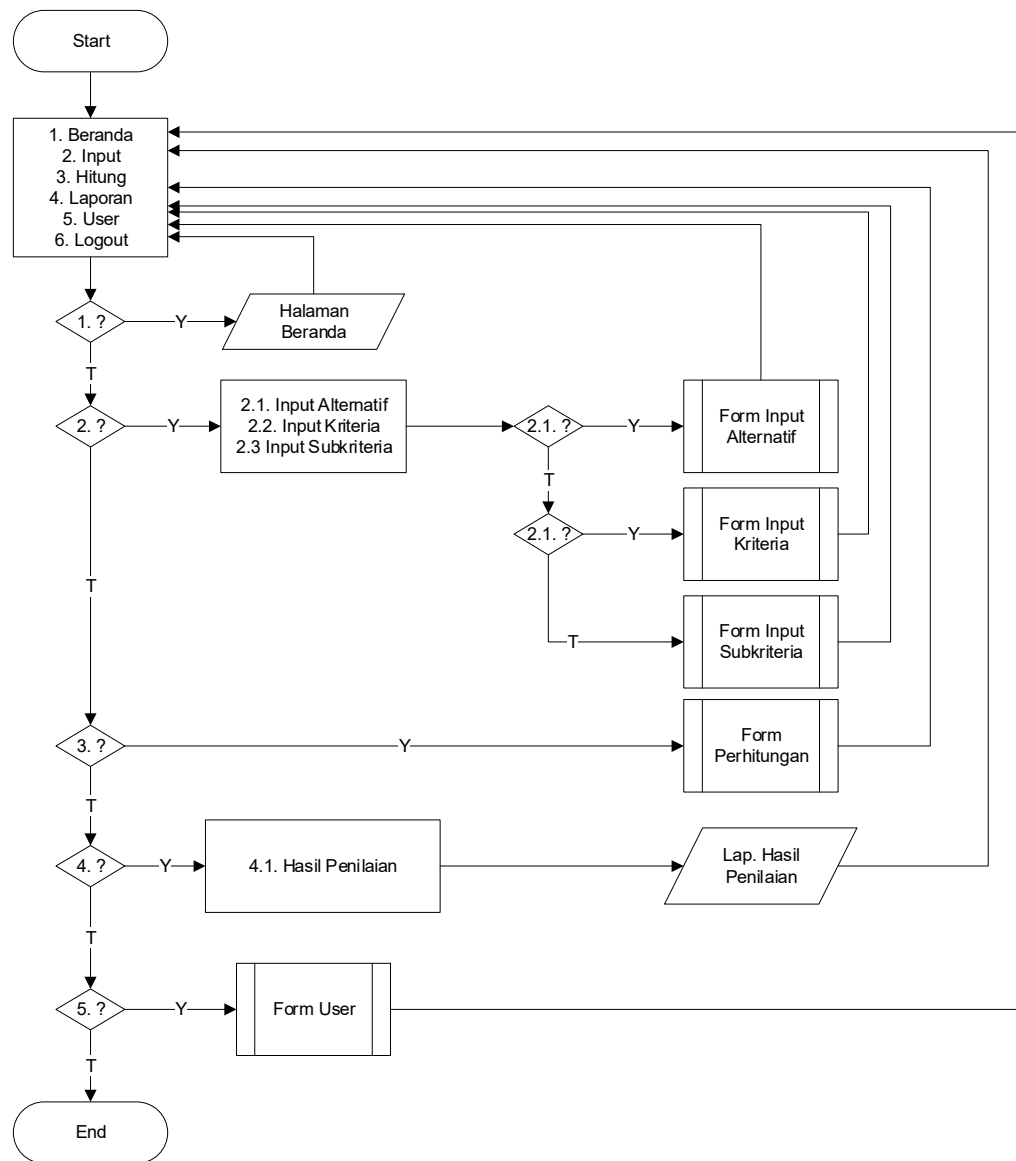 Start
1. Beranda
2. Input
3. Hitung
4. Laporan
5. User
6. Logout
1. ?
Y
Halaman
Beranda
T
2. ?
Y
2.1. Input Alternatif
2.2. Input Kriteria
2.3 Input Subkriteria
2.1. ?
Y
Form Input
Alternatif
T
2.1. ?
Y
Form Input
Kriteria
T
T
Form Input
Subkriteria
3. ?
Y
Form
Perhitungan
T
4. ?
Y
4.1. Hasil Penilaian
Lap. Hasil
Penilaian
T
5. ?
Y
Form User
T
End